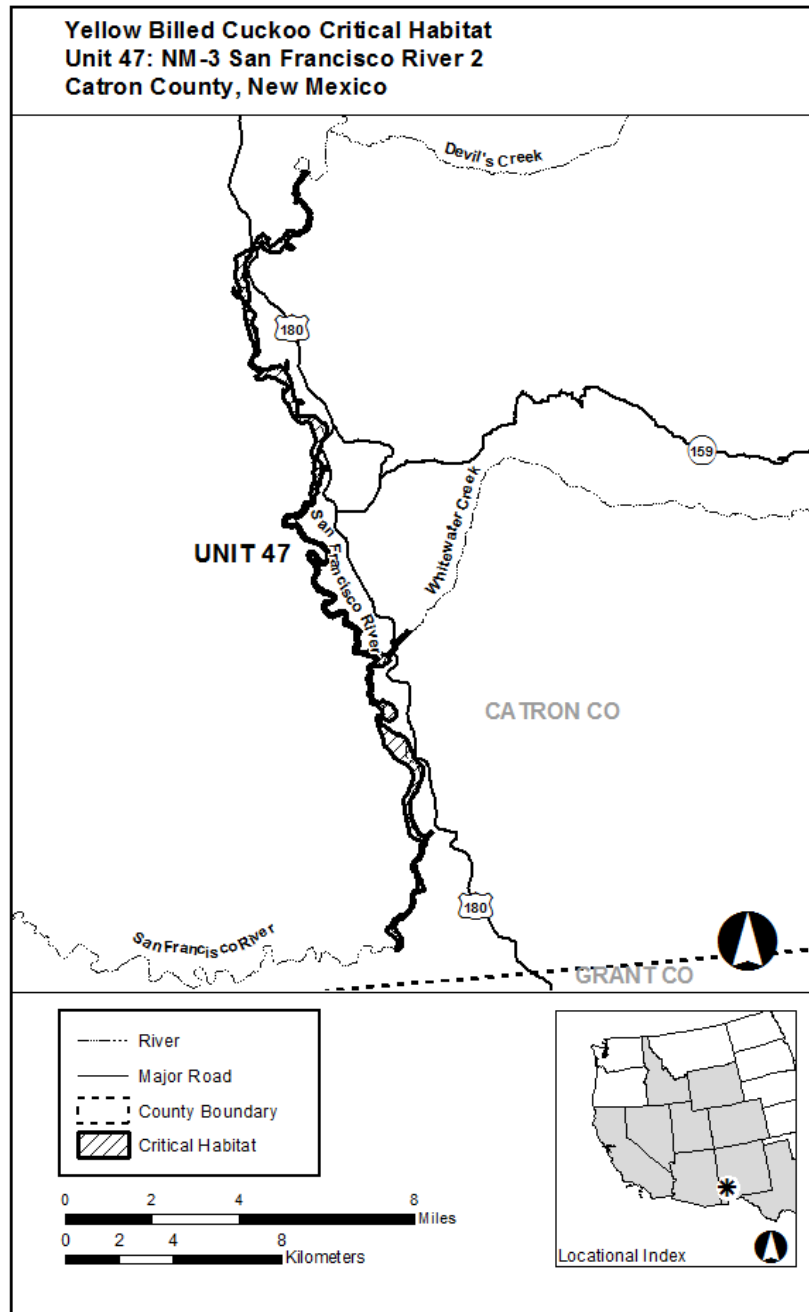 Yellow Billed Cuckoo Critical Habitat
Unit 47: NM-3 San Francisco River 2
Catron County, New Mexico
Devil's Creek
180
159
Whitewater Creek
San Francisco River
UNIT 47
CATRON CO
180
San Francisco River
GRANT CO
River
Major Road
County Boundary
Critical Habitat
0 2 4 8
Miles
0 2 4 8
Kilometers
Locational Index